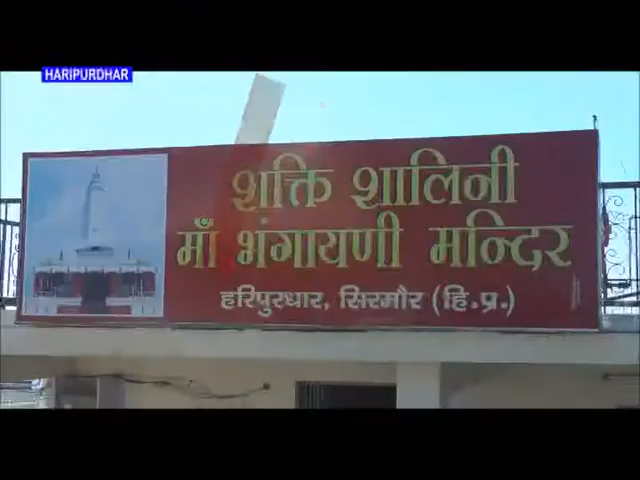 HARIPURDHAR
शक्ति शालिनी
माँ भंगायणी मन्दिर
हरिपुरधार, सिरमौर (हि.प्र.)